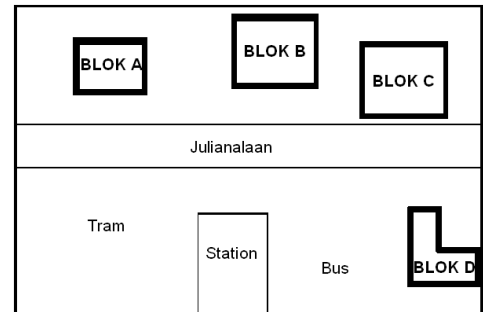 BLOK A
BLOK B
BLOK C
Julianalaan
Tram
Station
Bus
BLOK D